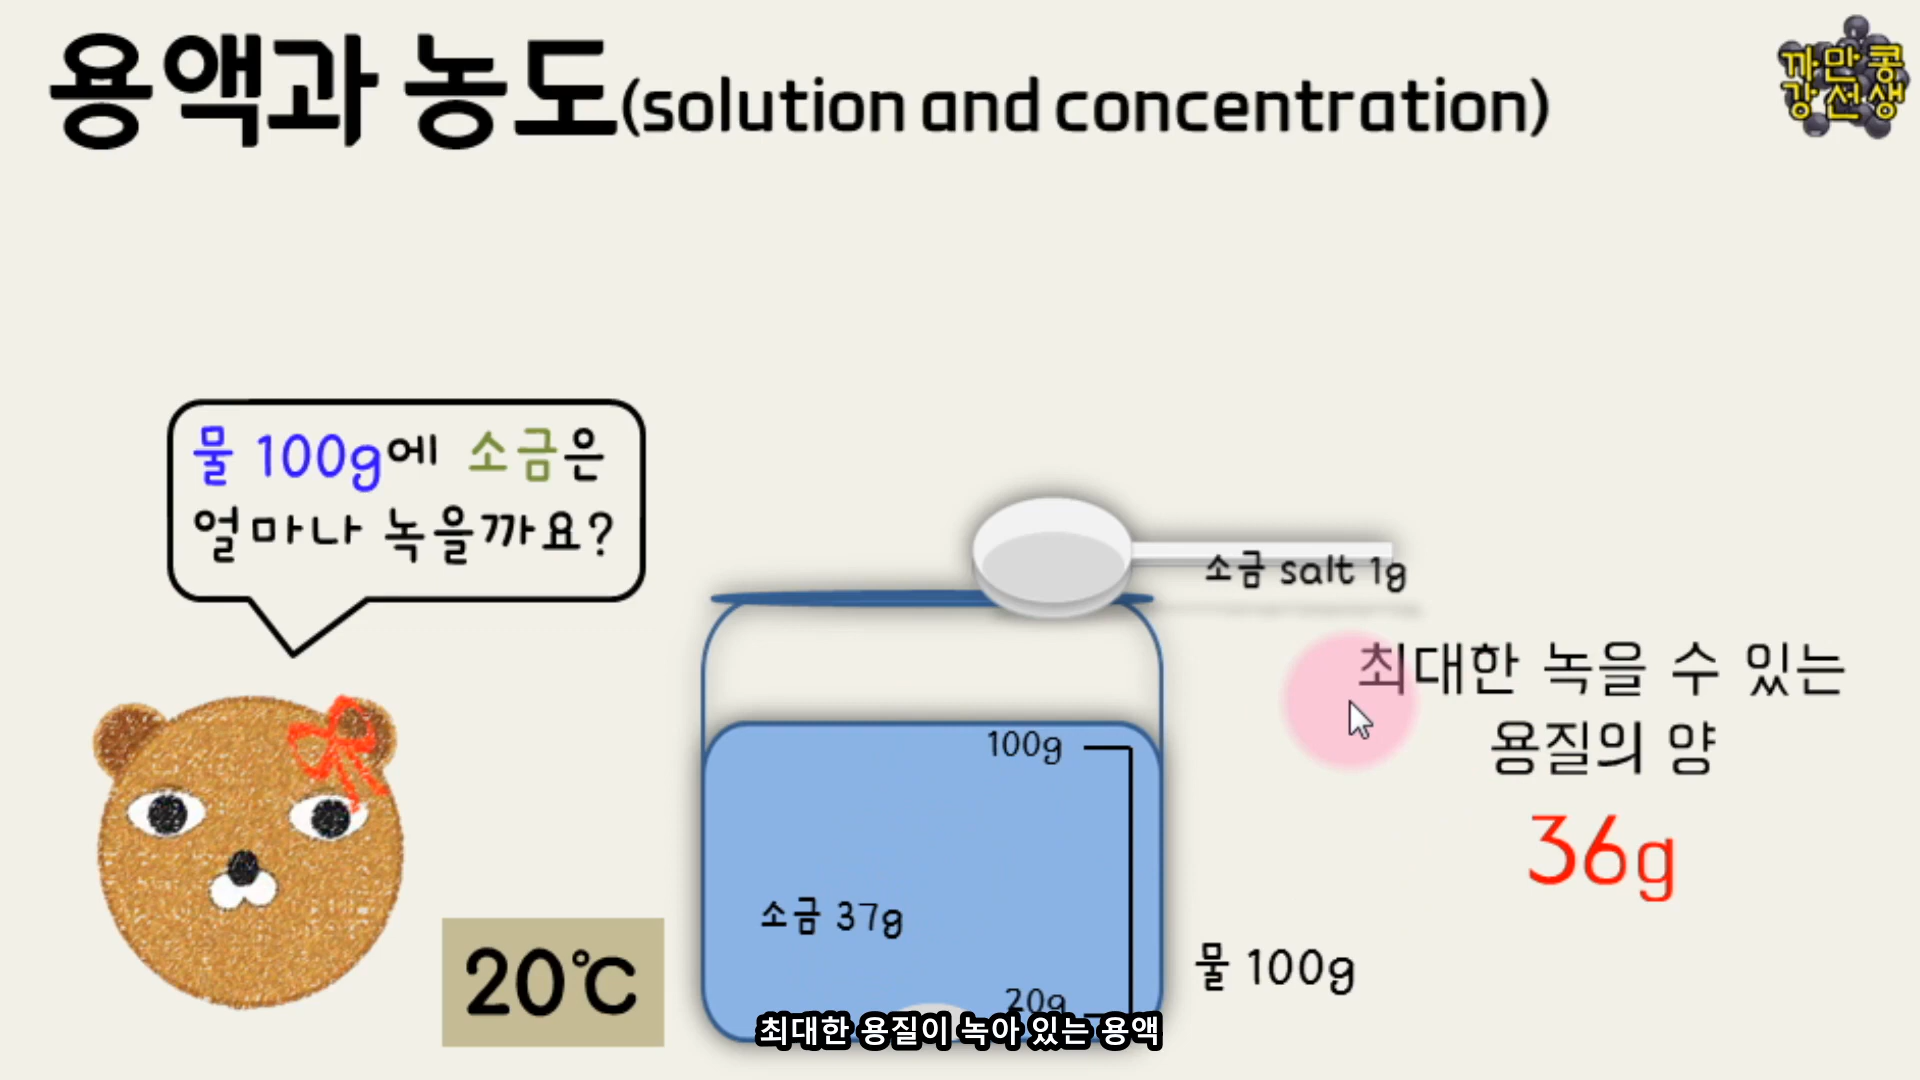 용액과 농도(solution and concentration)
까만콩
강선생
물 100g에 소금은
얼마나 녹을까요?
소금 salt 1g
최대한 녹을 수 있는
용질의 양
36g
100g
소금 37g
20g
물 100g
20℃
최대한 용질이 녹아 있는 용액